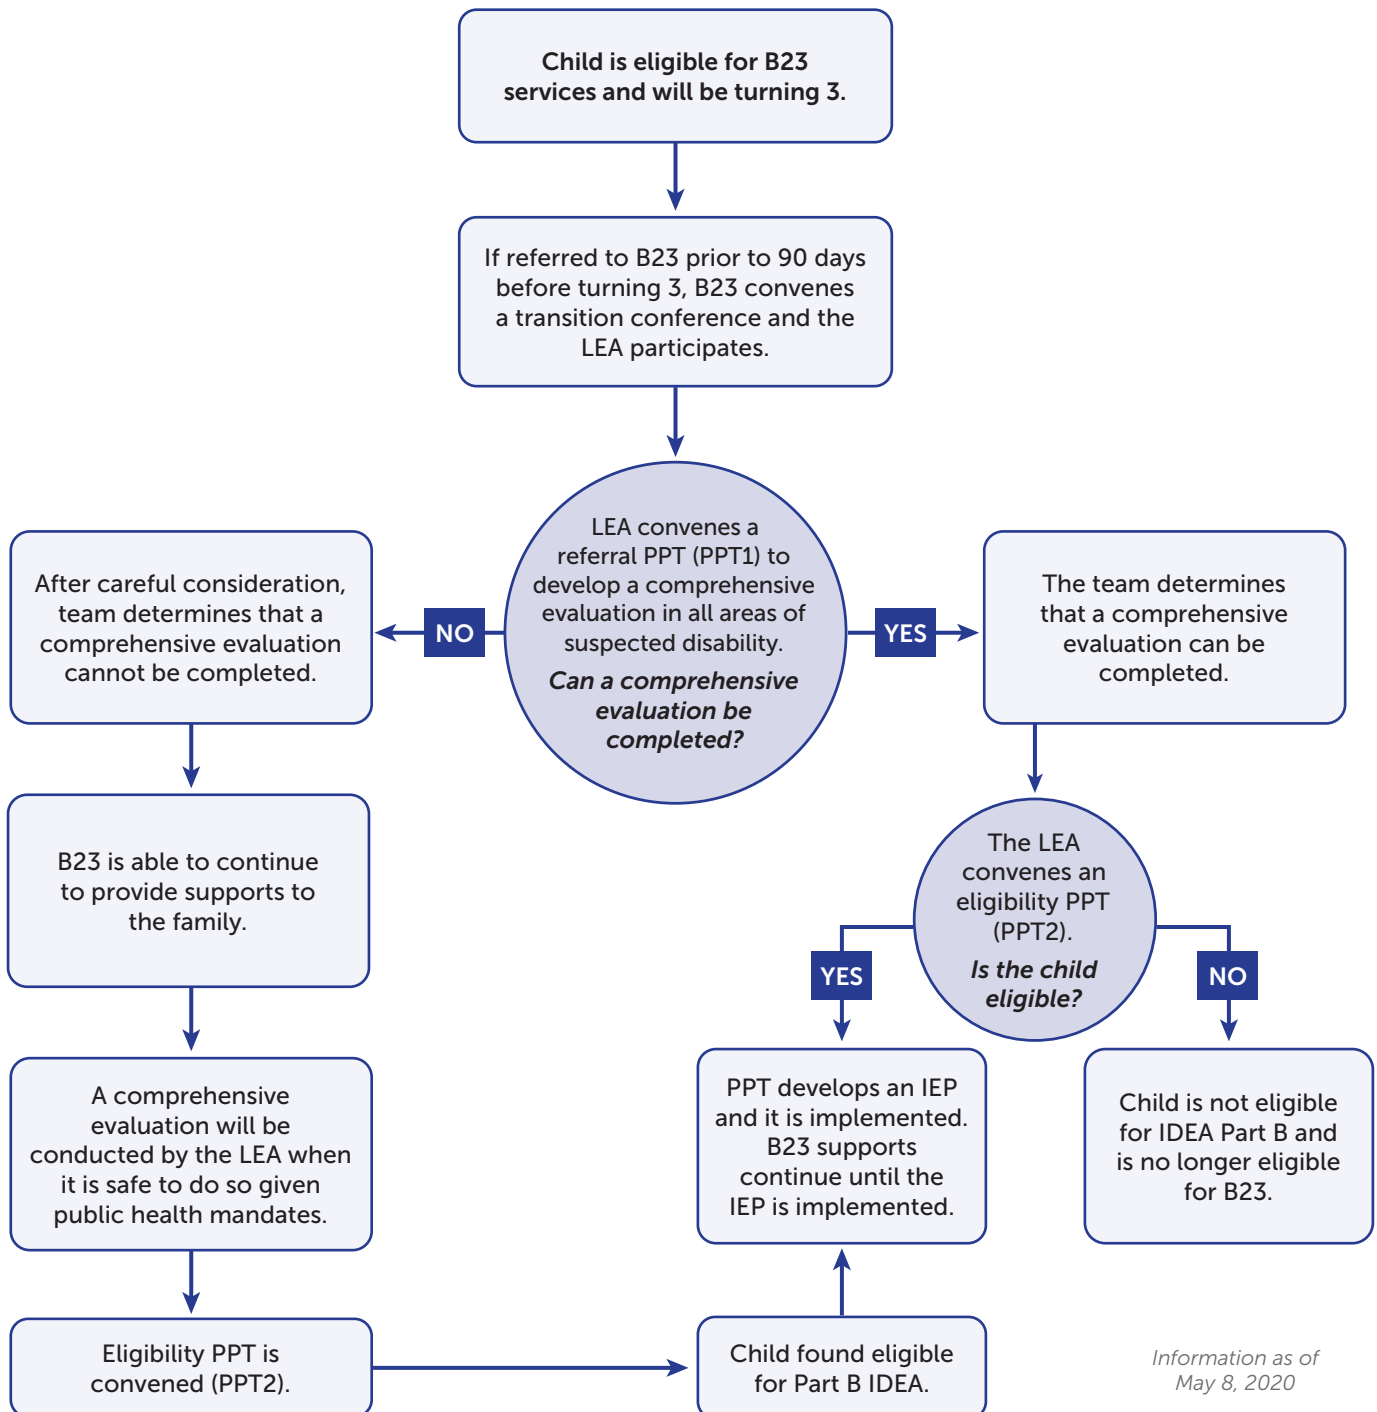 Child is eligible for B23
services and will be turning 3.
If referred to B23 prior to 90 days
before turning 3, B23 convenes
a transition conference and the
LEA participates.
LEA convenes a
referral PPT (PPT1) to
develop a comprehensive
evaluation in all areas of
suspected disability.
Can a comprehensive
evaluation be
completed?
NO
YES
After careful consideration,
team determines that a
comprehensive evaluation
cannot be completed.
The team determines
that a comprehensive
evaluation can be
completed.
B23 is able to continue
to provide supports to
the family.
The LEA
convenes an
eligibility PPT
(PPT2).
Is the child
eligible?
YES
NO
A comprehensive
evaluation will be
conducted by the LEA when
it is safe to do so given
public health mandates.
PPT develops an IEP
and it is implemented.
B23 supports
continue until the
IEP is implemented.
Child is not eligible
for IDEA Part B and
is no longer eligible
for B23.
Eligibility PPT is
convened (PPT2).
Child found eligible
for Part B IDEA.
Information as of
May 8, 2020